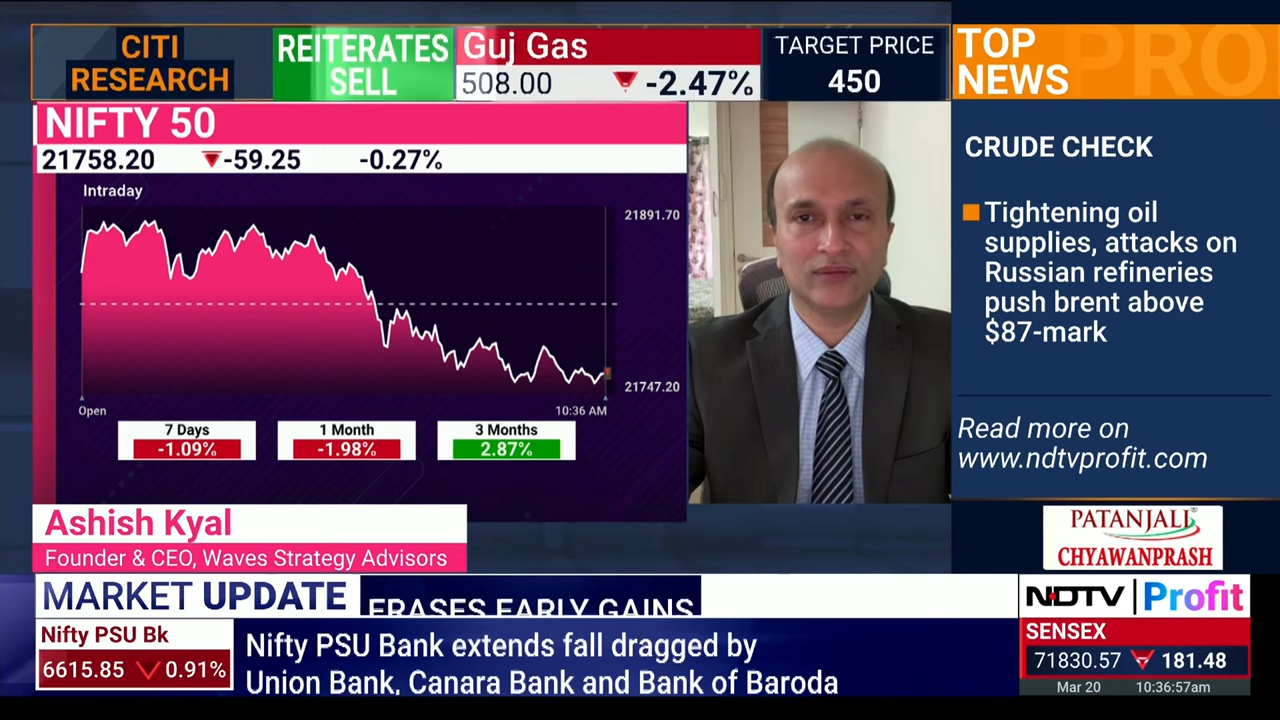 CITI
RESEARCH
REITERATES
SELL
Guj Gas
508.00 -2.47%
TARGET PRICE
450
TOP
NEWS
PRO
NIFTY 50
21758.20 -59.25 -0.27%
Intraday
21891.70
21747.20
Open 10:36 AM
7 Days
-1.09%
1 Month
-1.98%
3 Months
2.87%
CRUDE CHECK
Tightening oil
supplies, attacks on
Russian refineries
push brent above
$87-mark
Read more on
www.ndtvprofit.com
Ashish Kyal
Founder & CEO, Waves Strategy Advisors
PATANJALI
CHYAWANPRASH
MARKET UPDATE
ERASES EARLY GAINS
NDTV Profit
Nifty PSU Bk
6615.85 0.91%
Nifty PSU Bank extends fall dragged by
Union Bank, Canara Bank and Bank of Baroda
SENSEX
71830.57 181.48
Mar 20 10:36:57am